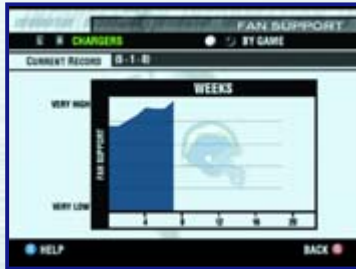 FAN SUPPORT
L R CHARGERS BY GAME
CURRENT RECORD
WEEKS
VERY HIGH
FAN SUPPORT
VERY LOW
4 8 12 16 20
HELP BACK